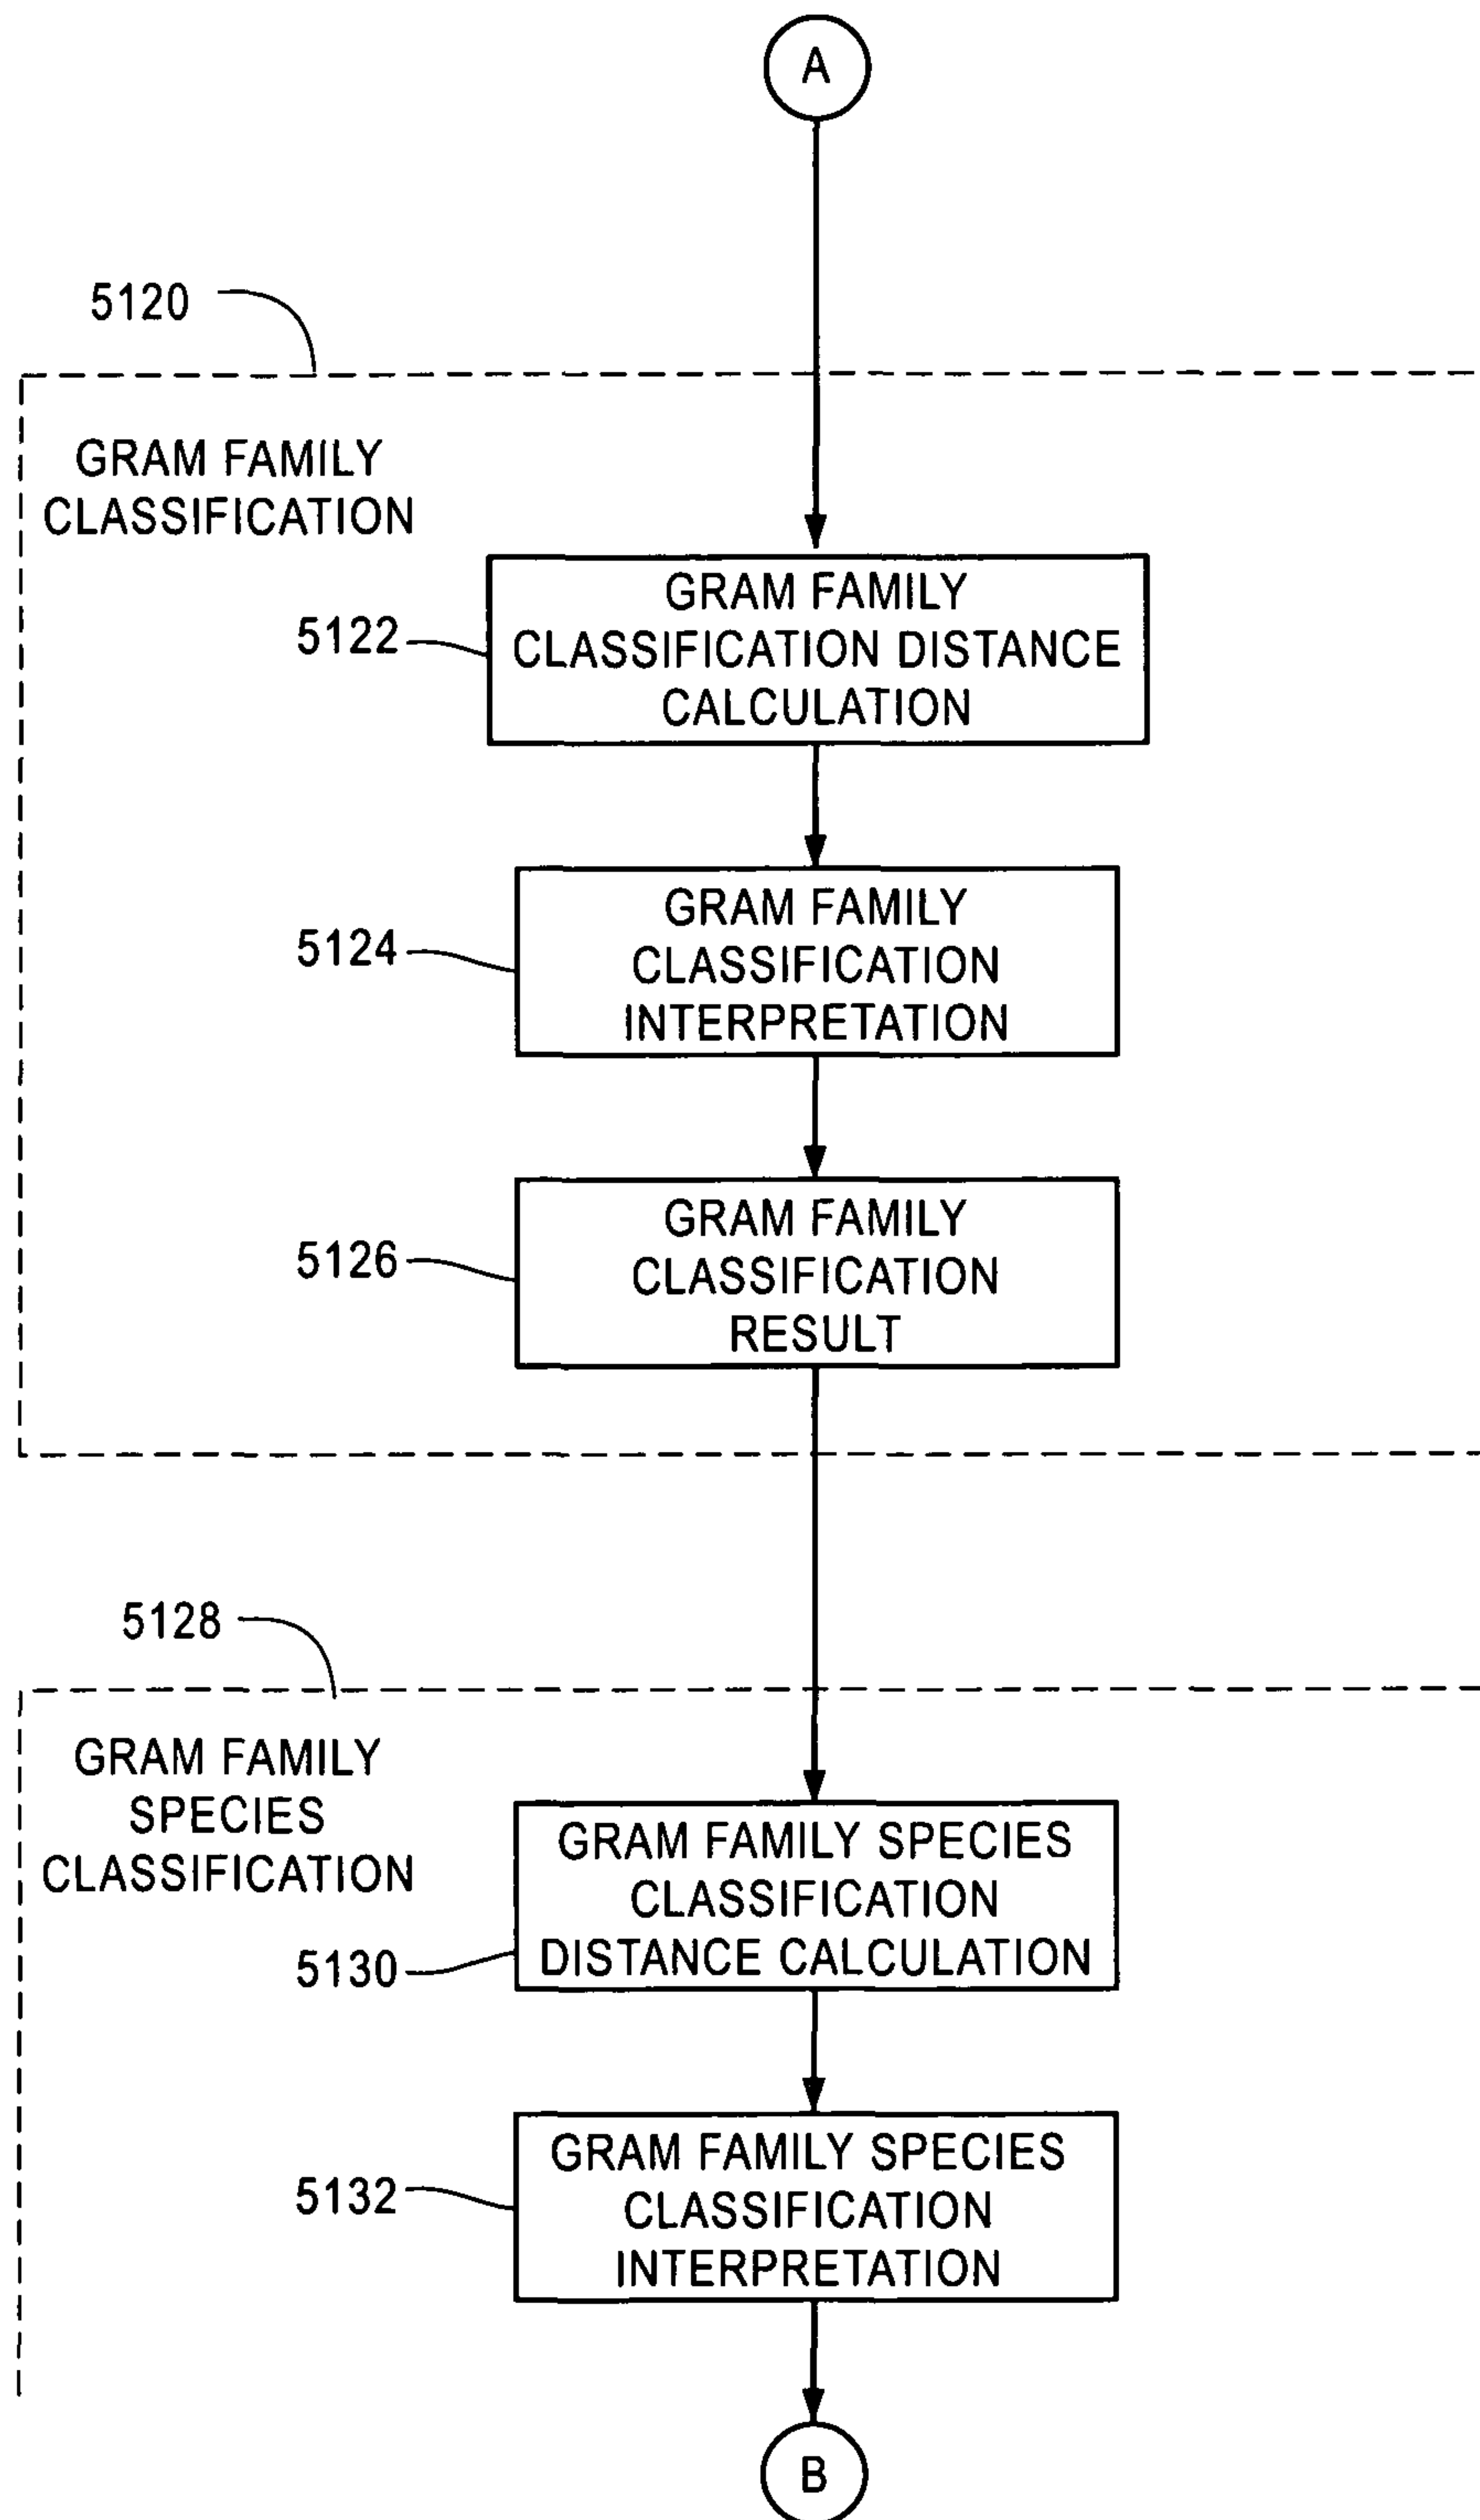 A
5120
GRAM FAMILY
CLASSIFICATION
5122
GRAM FAMILY
CLASSIFICATION DISTANCE
CALCULATION
5124
GRAM FAMILY
CLASSIFICATION
INTERPRETATION
5126
GRAM FAMILY
CLASSIFICATION
RESULT
5128
GRAM FAMILY
SPECIES
CLASSIFICATION
5130
GRAM FAMILY SPECIES
CLASSIFICATION
DISTANCE CALCULATION
5132
GRAM FAMILY SPECIES
CLASSIFICATION
INTERPRETATION
B